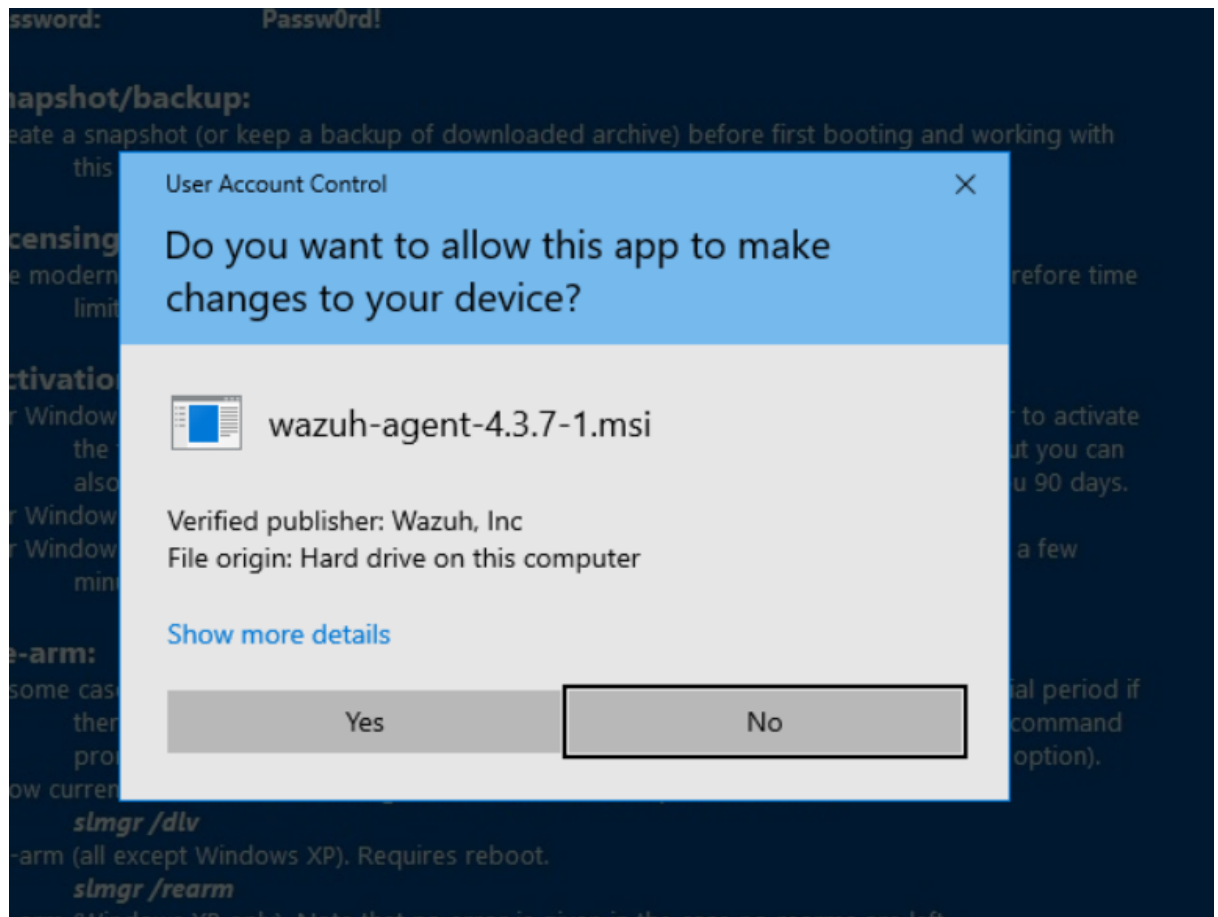 ssword: Passw0rd!
apshot/backup:
eate a snapshot (or keep a backup of downloaded archive) before first booting and working with
this
User Account Control
Do you want to allow this app to make
changes to your device?
censing
e modern
refore time
limit
wazuh-agent-4.3.7-1.msi
ctivatio
r Window
to activate
the
ut you can
also
u 90 days.
Verified publisher: Wazuh, Inc
r Window
File origin: Hard drive on this computer
r Window
a few
min
Show more details
e-arm:
some cas
ial period if
Yes
No
ther
command
pro
option).
ow curren
slmgr /dlv
-arm (all except Windows XP). Requires reboot.
slmgr /rearm